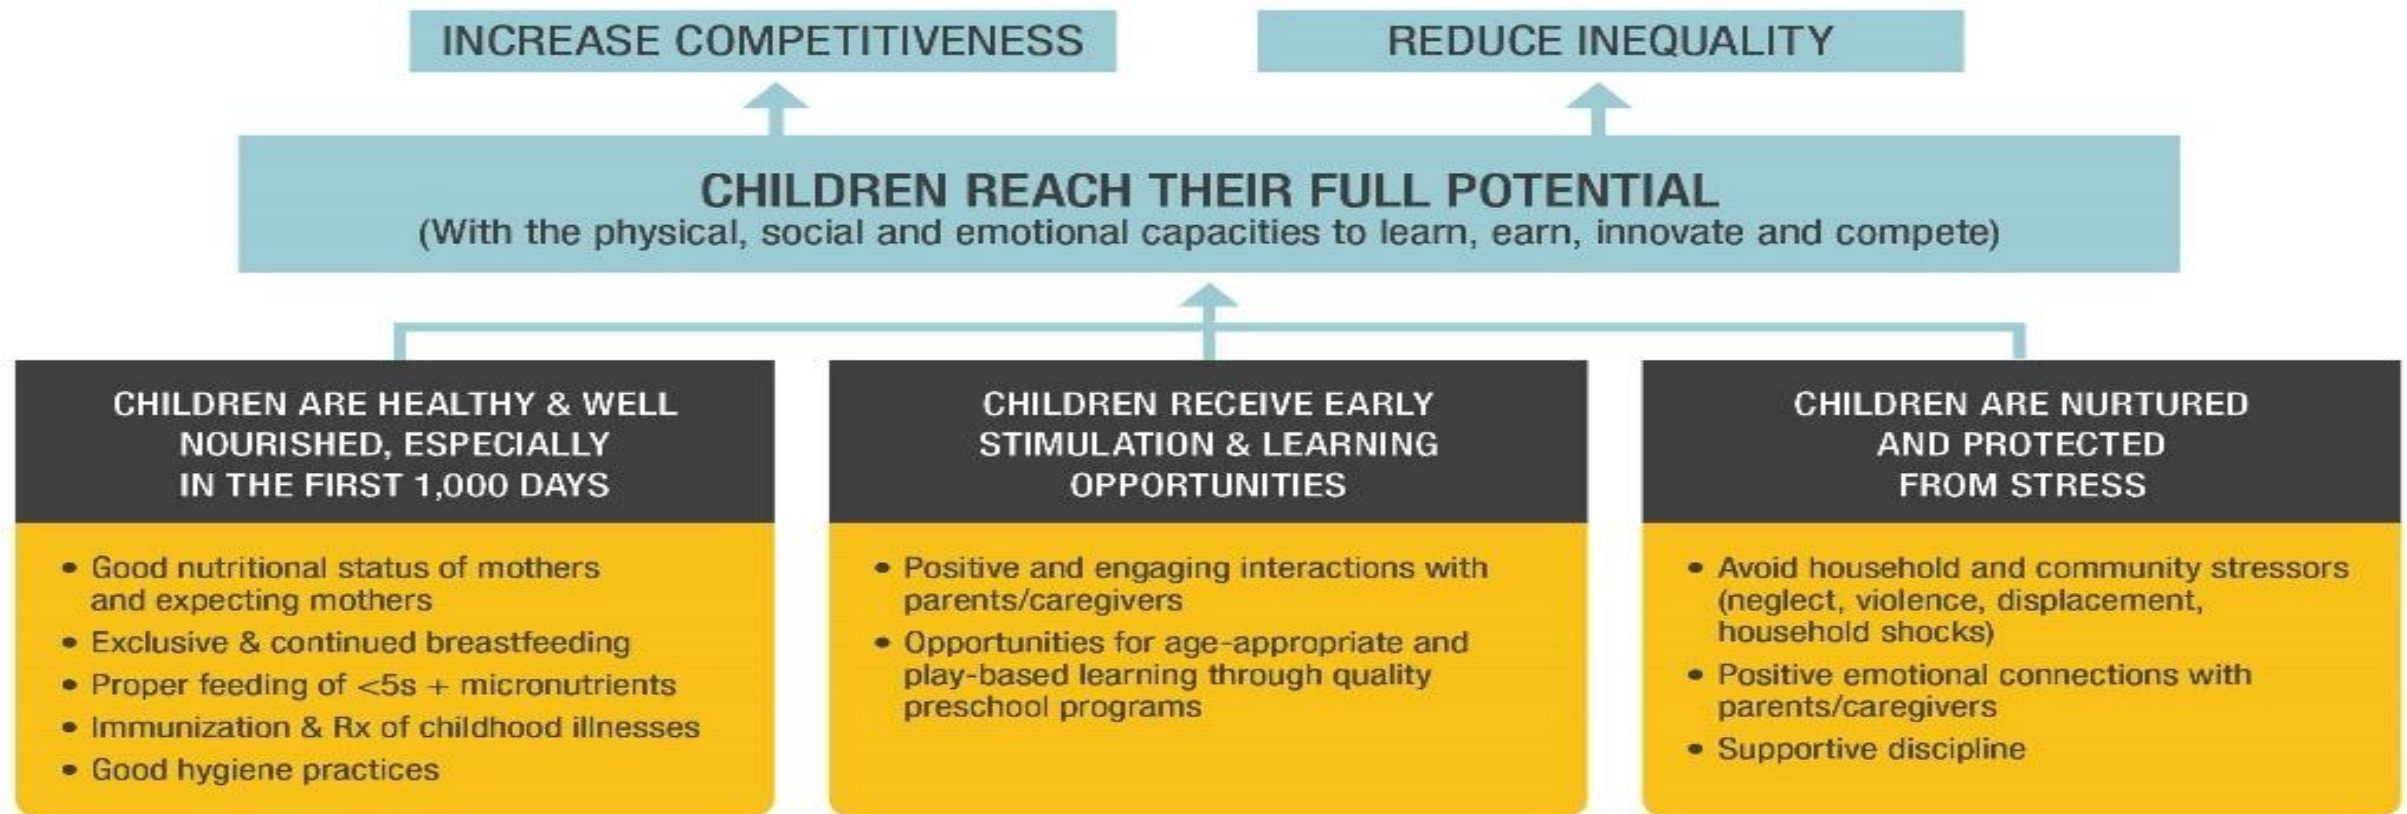 INCREASE COMPETITIVENESS
REDUCE INEQUALITY
CHILDREN REACH THEIR FULL POTENTIAL
(With the physical, social and emotional capacities to learn, earn, innovate and compete)
CHILDREN ARE HEALTHY & WELL
NOURISHED, ESPECIALLY
IN THE FIRST 1,000 DAYS
• Good nutritional status of mothers
and expecting mothers
• Exclusive & continued breastfeeding
• Proper feeding of <5s + micronutrients
• Immunization & Rx of childhood illnesses
• Good hygiene practices
CHILDREN RECEIVE EARLY
STIMULATION & LEARNING
OPPORTUNITIES
• Positive and engaging interactions with
parents/caregivers
• Opportunities for age-appropriate and
play-based learning through quality
preschool programs
CHILDREN ARE NURTURED
AND PROTECTED
FROM STRESS
• Avoid household and community stressors
(neglect, violence, displacement,
household shocks)
• Positive emotional connections with
parents/caregivers
• Supportive discipline